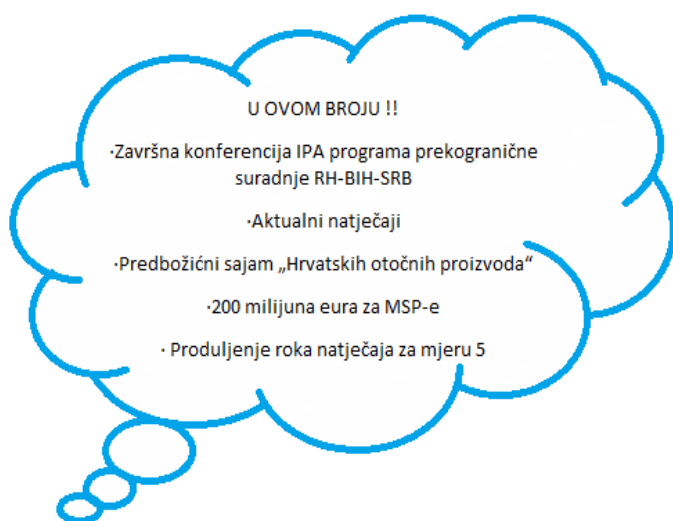 U OVOM BROJU !!
·Završna konferencija IPA programa prekogranične
suradnje RH-BIH-SRB
·Aktualni natječaji
·Predbožićni sajam „Hrvatskih otočnih proizvoda“
·200 milijuna eura za MSP-e
· Produljenje roka natječaja za mjeru 5